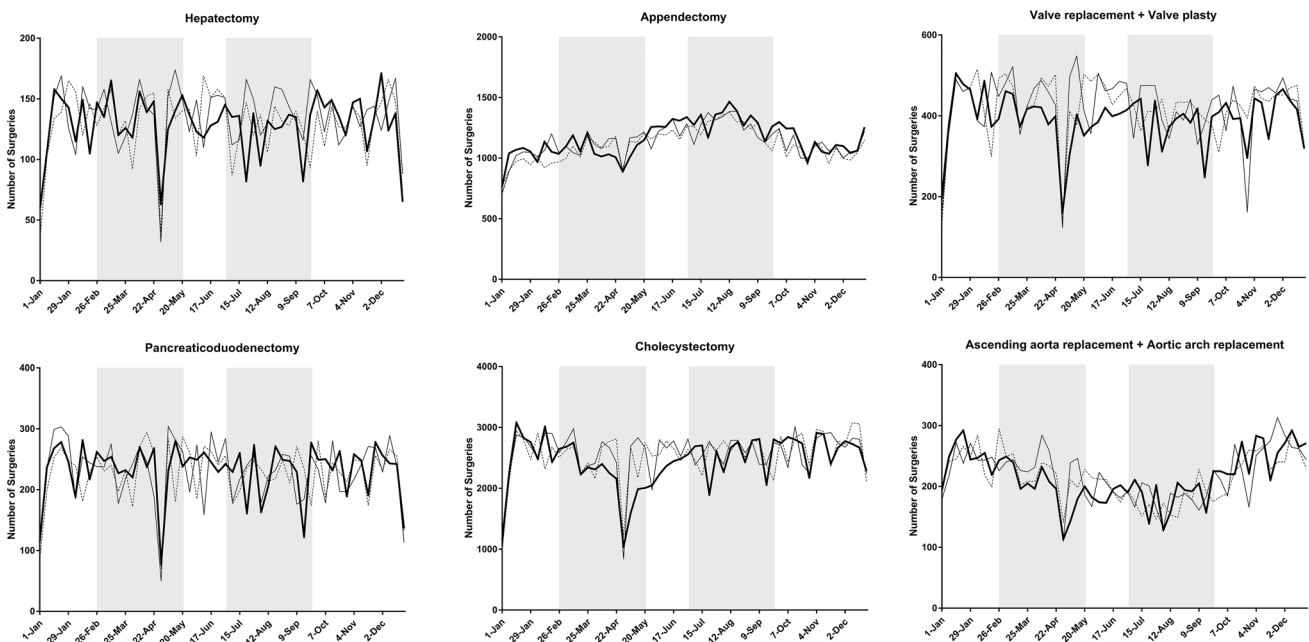 Hepatectomy
Number of Surgeries
200
150
100
50
0
1-Jan
29-Jan
26-Feb
25-Mar
22-Apr
20-May
17-Jun
15-Jul
12-Aug
9-Sep
7-Oct
4-Nov
2-Dec
Appendectomy
Number of Surgeries
2000
1500
1000
500
0
1-Jan
29-Jan
26-Feb
25-Mar
22-Apr
20-May
17-Jun
15-Jul
12-Aug
9-Sep
7-Oct
4-Nov
2-Dec
Valve replacement + Valve plasty
Number of Surgeries
600
400
200
0
1-Jan
29-Jan
26-Feb
25-Mar
22-Apr
20-May
17-Jun
15-Jul
12-Aug
9-Sep
7-Oct
4-Nov
2-Dec
Pancreaticoduodenectomy
Number of Surgeries
400
300
200
100
0
1-Jan
29-Jan
26-Feb
25-Mar
22-Apr
20-May
17-Jun
15-Jul
12-Aug
9-Sep
7-Oct
4-Nov
2-Dec
Cholecystectomy
Number of Surgeries
4000
3000
2000
1000
0
1-Jan
29-Jan
26-Feb
25-Mar
22-Apr
20-May
17-Jun
15-Jul
12-Aug
9-Sep
7-Oct
4-Nov
2-Dec
Ascending aorta replacement + Aortic arch replacement
Number of Surgeries
400
300
200
100
0
1-Jan
29-Jan
26-Feb
25-Mar
22-Apr
20-May
17-Jun
15-Jul
12-Aug
9-Sep
7-Oct
4-Nov
2-Dec